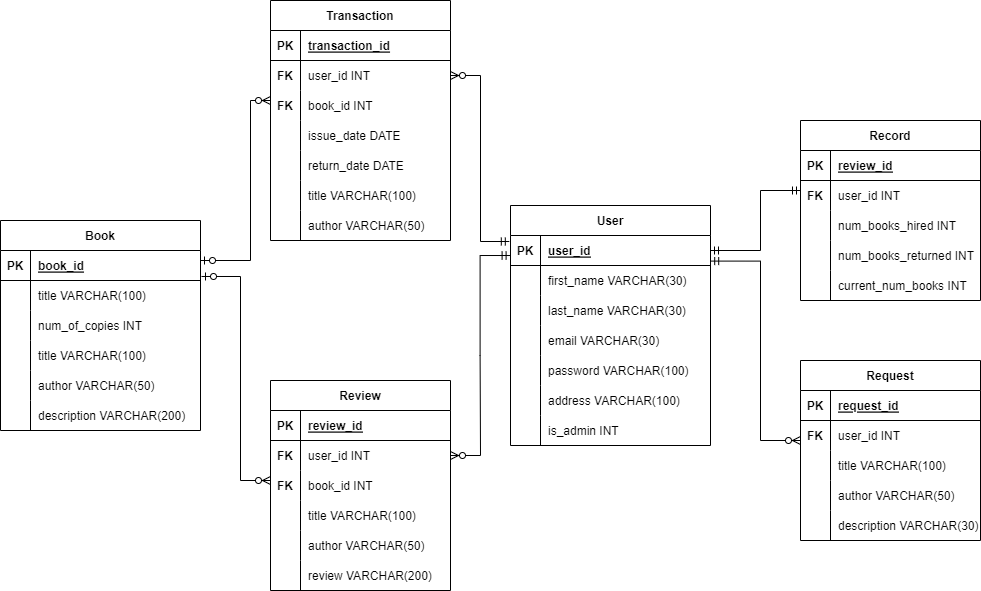 Transaction
PK transaction_id
FK user_id INT
FK book_id INT
issue_date DATE
return_date DATE
title VARCHAR(100)
author VARCHAR(50)
Book
PK book_id
title VARCHAR(100)
num_of_copies INT
title VARCHAR(100)
author VARCHAR(50)
description VARCHAR(200)
Review
PK review_id
FK user_id INT
FK book_id INT
title VARCHAR(100)
author VARCHAR(50)
review VARCHAR(200)
User
PK user_id
first_name VARCHAR(30)
last_name VARCHAR(30)
email VARCHAR(30)
password VARCHAR(100)
address VARCHAR(100)
is_admin INT
Record
PK review_id
FK user_id INT
num_books_hired INT
num_books_returned INT
current_num_books INT
Request
PK request_id
FK user_id INT
title VARCHAR(100)
author VARCHAR(50)
description VARCHAR(30)